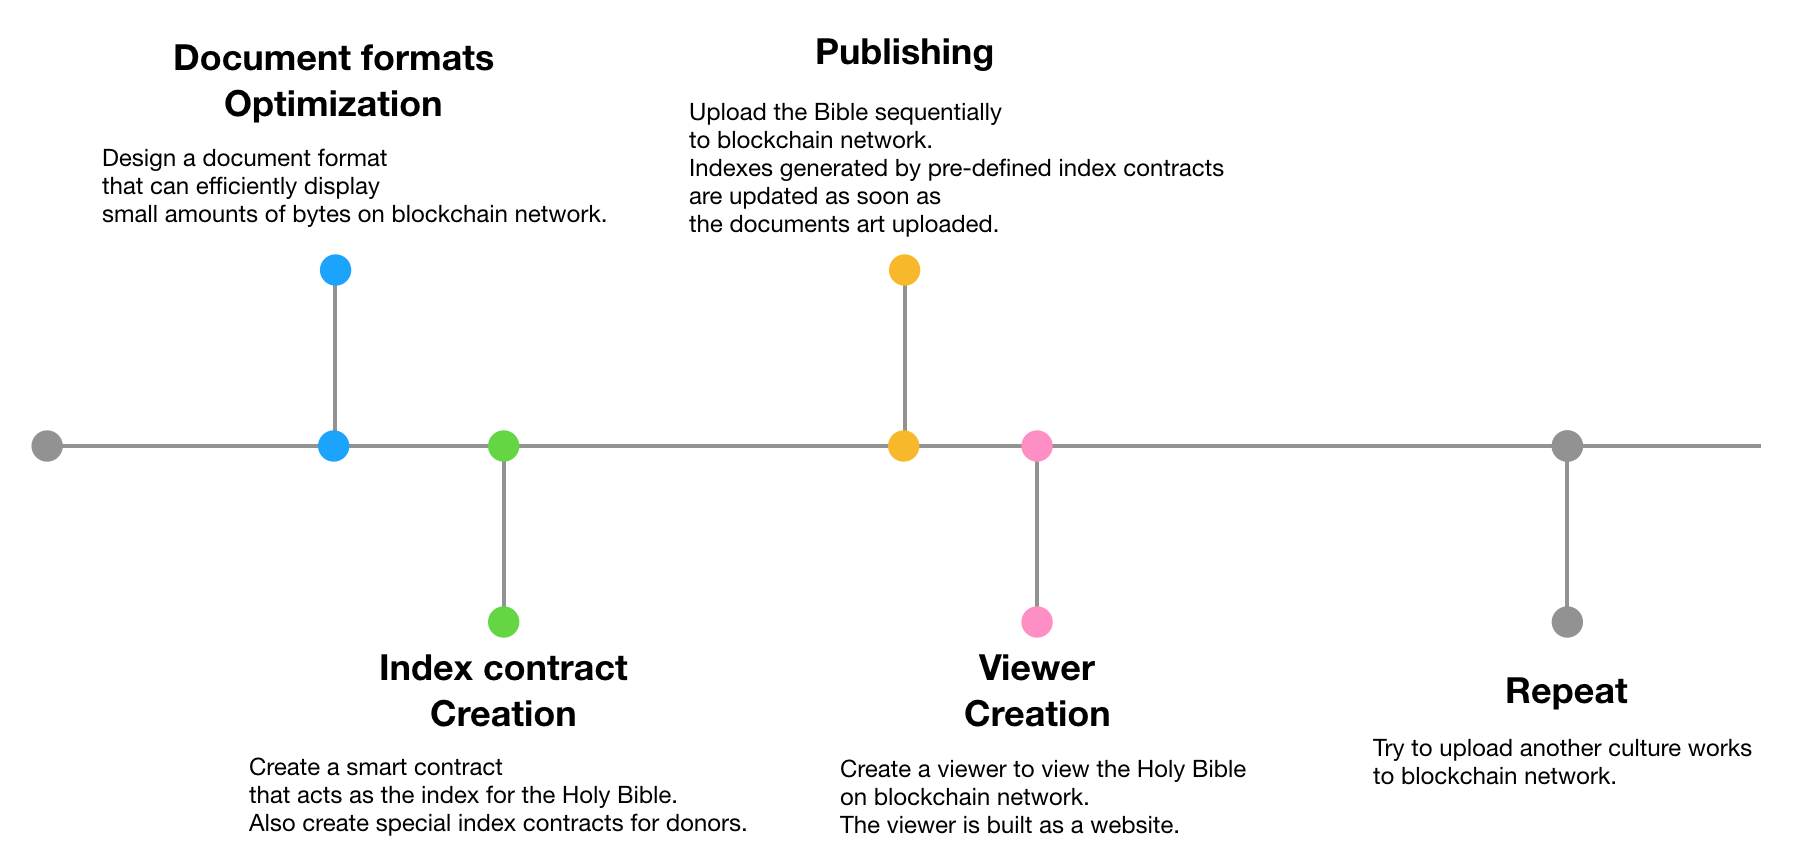 Document formats
Optimization
Design a document format
that can efficiently display
small amounts of bytes on blockchain network.
Publishing
Upload the Bible sequentially
to blockchain network.
Indexes generated by pre-defined index contracts
are updated as soon as
the documents art uploaded.
Index contract
Creation
Create a smart contract
that acts as the index for the Holy Bible.
Also create special index contracts for donors.
Viewer
Creation
Create a viewer to view the Holy Bible
on blockchain network.
The viewer is built as a website.
Repeat
Try to upload another culture works
to blockchain network.